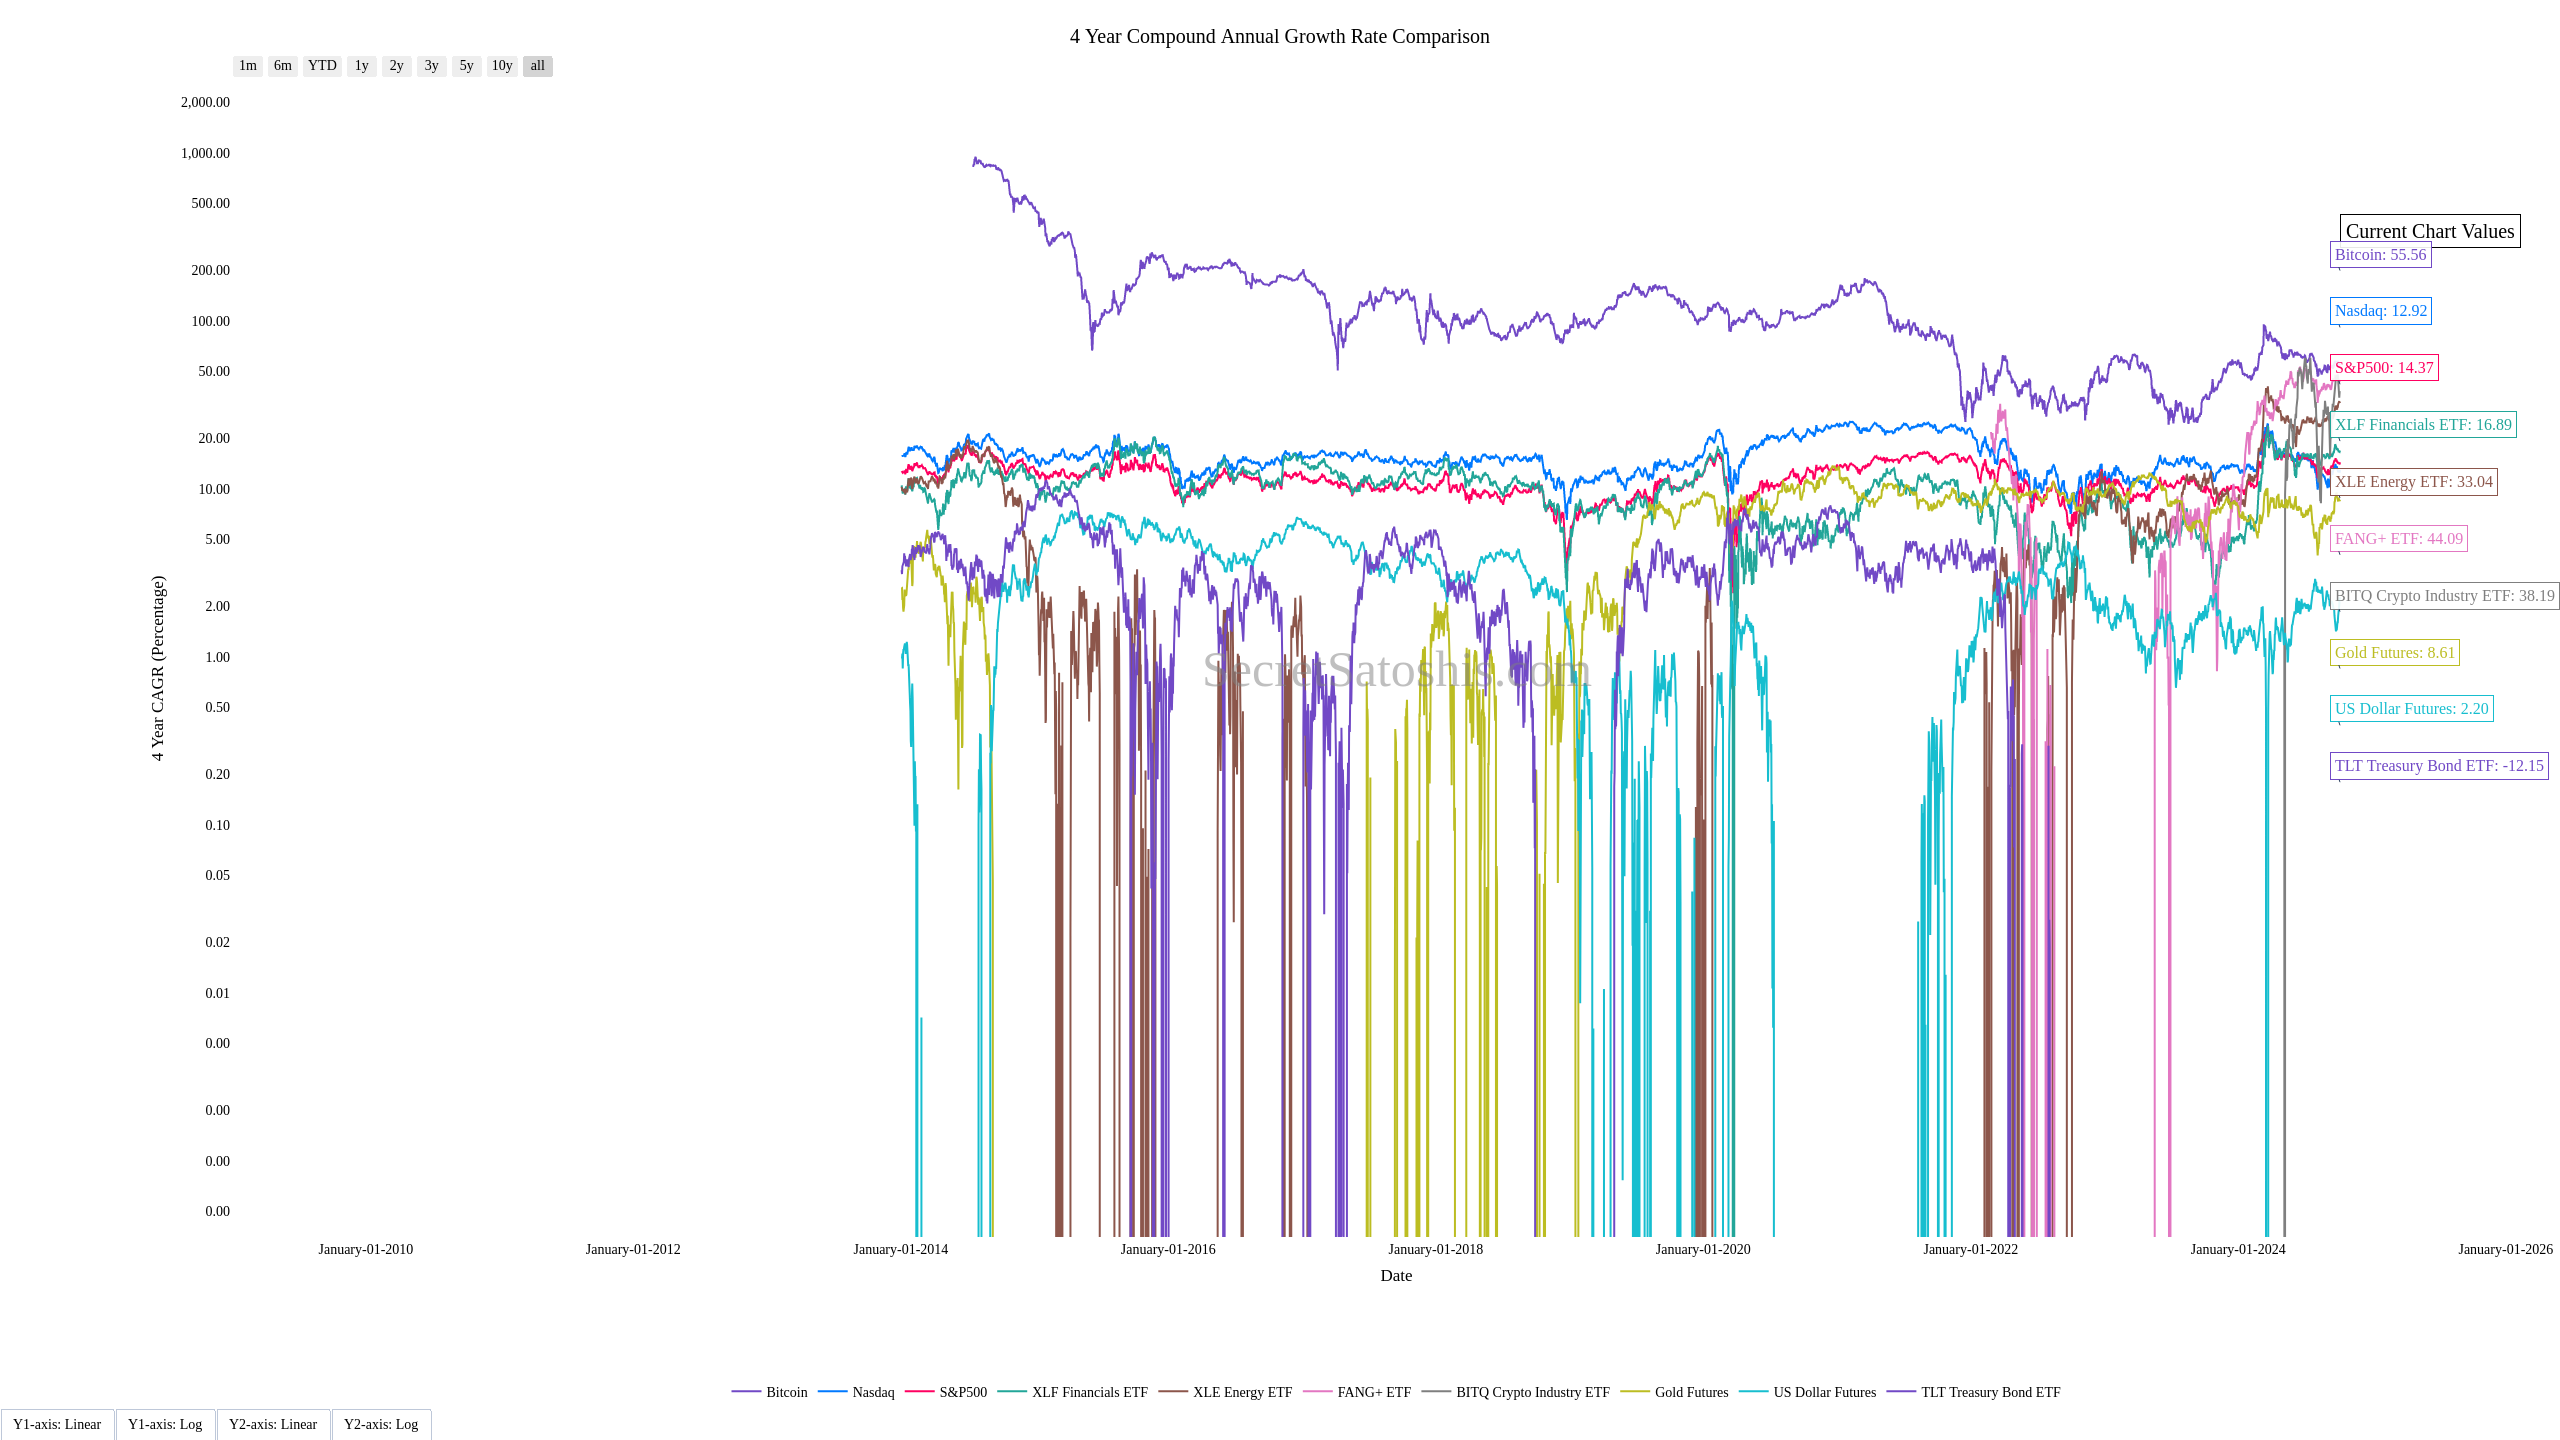 4 Year Compound Annual Growth Rate Comparison
1m 6m YTD 1y 2y 3y 5y 10y all
2,000.00
1,000.00
500.00
200.00
100.00
50.00
20.00
10.00
5.00
2.00
1.00
0.50
0.20
0.10
0.05
0.02
0.01
0.00
0.00
0.00
0.00
4 Year CAGR (Percentage)
Current Chart Values
Bitcoin: 55.56
Nasdaq: 12.92
S&P500: 14.37
XLF Financials ETF: 16.89
XLE Energy ETF: 33.04
FANG+ ETF: 44.09
BITQ Crypto Industry ETF: 38.19
Gold Futures: 8.61
US Dollar Futures: 2.20
TLT Treasury Bond ETF: -12.15
SecretSatoshis.com
January-01-2010 January-01-2012 January-01-2014 January-01-2016 January-01-2018 January-01-2020 January-01-2022 January-01-2024 January-01-2026
Date
Bitcoin Nasdaq S&P500 XLF Financials ETF XLE Energy ETF FANG+ ETF BITQ Crypto Industry ETF Gold Futures US Dollar Futures TLT Treasury Bond ETF
Y1-axis: Linear Y1-axis: Log Y2-axis: Linear Y2-axis: Log